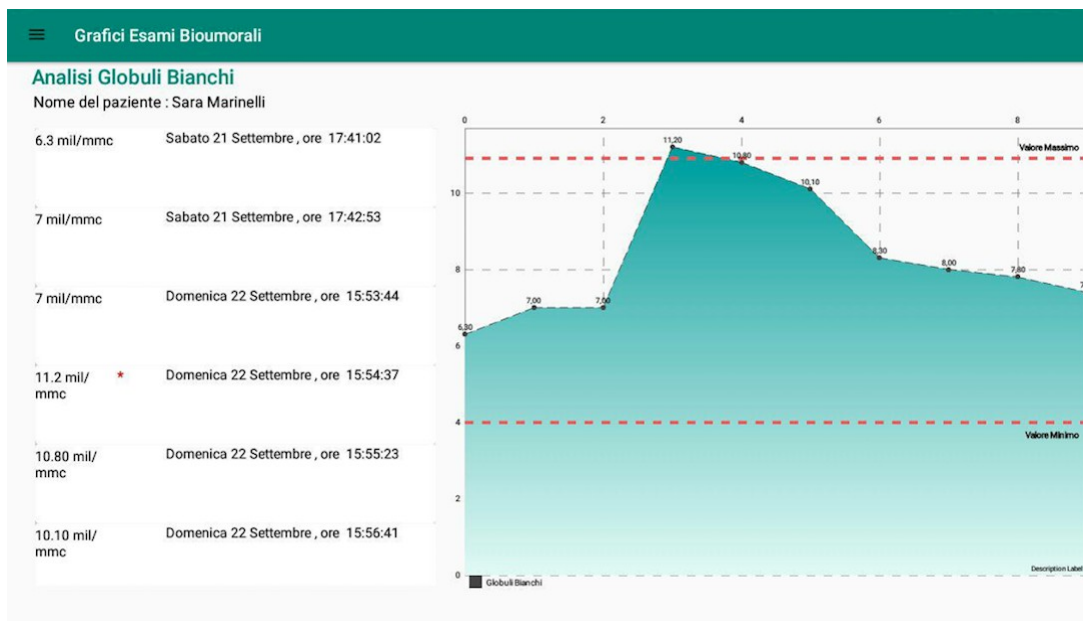 Grafici Esami Bioumorali
Analisi Globuli Bianchi
Nome del paziente : Sara Marinelli
6.3 mil/mmc Sabato 21 Settembre , ore 17:41:02
7 mil/mmc Sabato 21 Settembre , ore 17:42:53
7 mil/mmc Domenica 22 Settembre , ore 15:53:44
11.2 mil/ * Domenica 22 Settembre , ore 15:54:37
mmc
10.80 mil/ Domenica 22 Settembre , ore 15:55:23
mmc
10.10 mil/ Domenica 22 Settembre , ore 15:56:41
mmc
0 2 4 6 8
11,20
Valore Massimo
10,80
10,10
10
8,30
8,00
7,80
8
7,00 7,00
6,30
6
4
Valore Minimo
2
Description Label
0
Globuli Bianchi